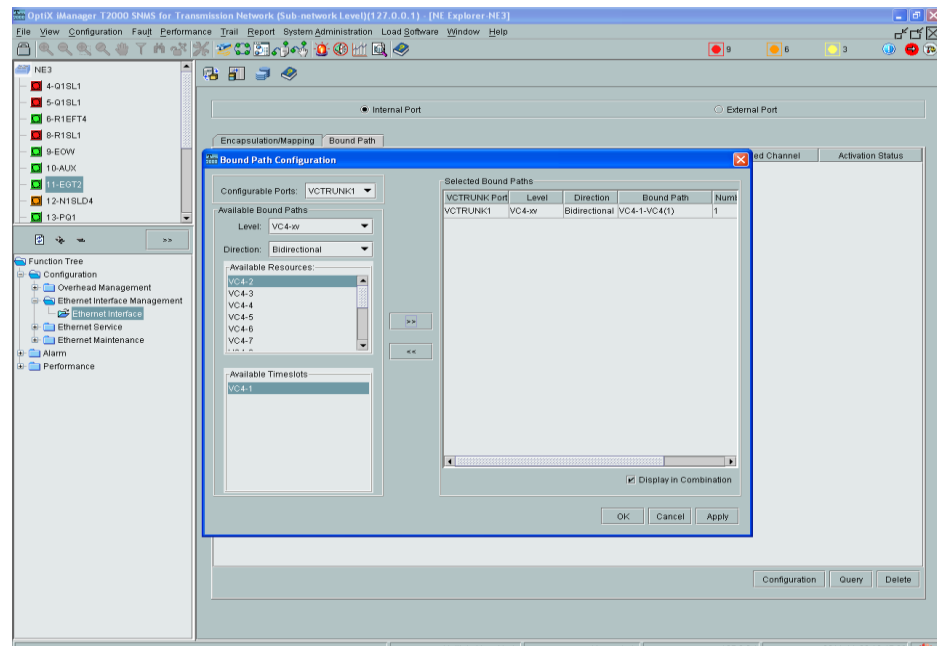 OptiX iManager T2000 SNMS for Transmission Network (Sub-network Level)(127.0.0.1) - [NE Explorer-NE3]
File View Configuration Fault Performance Trail Report System Administration Load Software Window Help
9 6 3
NE3
4-Q1SL1
5-Q1SL1
6-R1EFT4
8-R1SL1
9-EOW
10-AUX
11-EGT2
12-N1SLD4
13-PQ1
>>
Function Tree
Configuration
Overhead Management
Ethernet Interface Management
Ethernet Interface
Ethernet Service
Ethernet Maintenance
Alarm
Performance
Internal Port External Port
Encapsulation/Mapping Bound Path
ed Channel Activation Status
Bound Path Configuration
Configurable Ports: VCTRUNK1
Available Bound Paths
Level: VC4-xv
Direction: Bidirectional
Available Resources:
VC4-2
VC4-3
VC4-4
VC4-5
VC4-6
VC4-7
Available Timeslots
VC4-1
>>
<<
Selected Bound Paths
VCTRUNK Port Level Direction Bound Path Num
VCTRUNK1 VC4-xv Bidirectional VC4-1-VC4(1) 1
Display in Combination
OK Cancel Apply
Configuration Query Delete